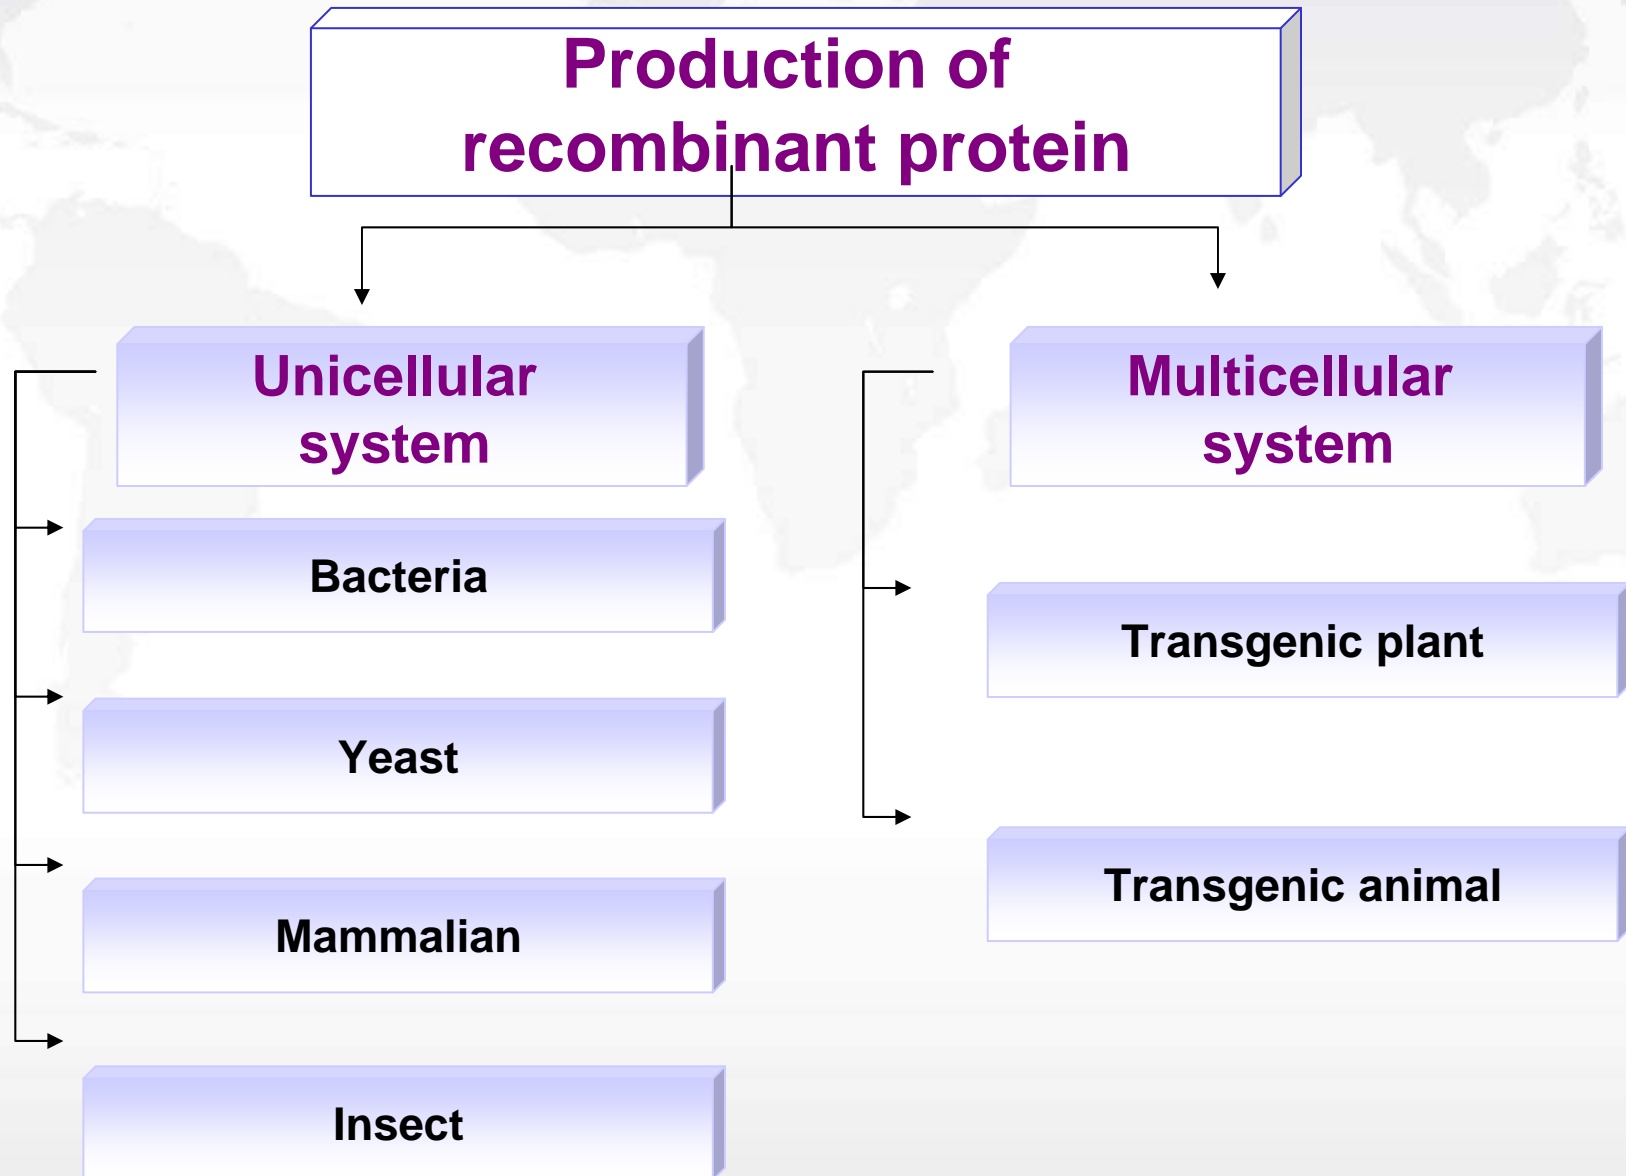 Production of
recombinant protein
Unicellular
system
Bacteria
Yeast
Mammalian
Insect
Multicellular
system
Transgenic plant
Transgenic animal